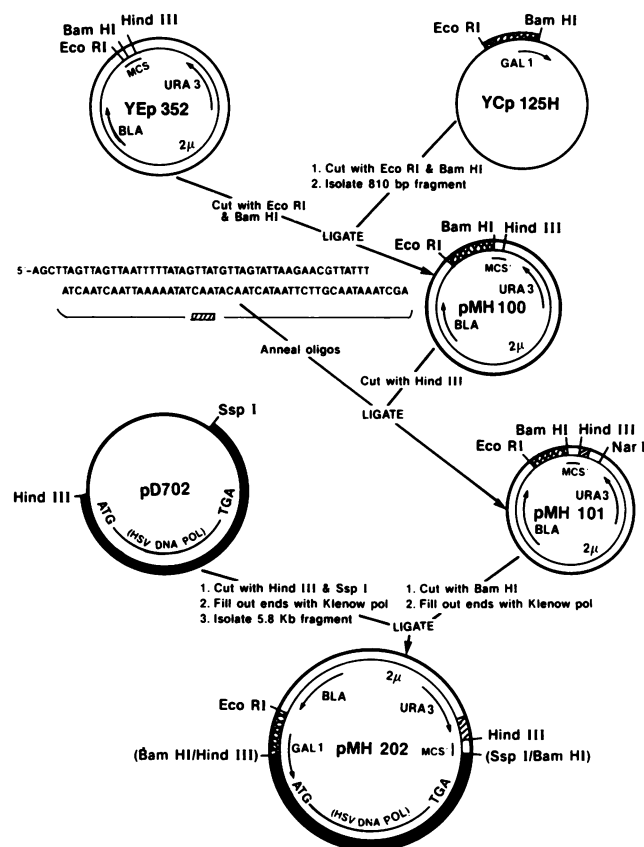 Hind III
Bam HI
Eco RI
MCS
URA 3
YEp 352
BLA
2μ
Bam HI
Eco RI
GAL 1
YCp 125H
1. Cut with Eco RI & Bam HI
2. Isolate 810 bp fragment
Cut with Eco RI
& Bam HI
LIGATE
Bam HI
Hind III
Eco RI
MCS'
URA 3
pMH 100
BLA
2μ
5'-AGCTTAGTTAGTTAATTTTTATAGTTATGTTAGTATTAAGAACGTTATTT
ATCAATCAATTAAAAATATCAATACAATCATAATTCTTGCAATAAATCGA
Anneal oligos
Cut with Hind III
LIGATE
Ssp I
Hind III
pD702
ATG
(HSV DNA POL)
TGA
Bam HI
Hind III
Eco RI
Nar I
MCS'
URA3
pMH 101
BLA
2μ
1. Cut with Hind III & Ssp I
2. Fill out ends with Klenow pol
3. Isolate 5.8 Kb fragment
1. Cut with Bam HI
2. Fill out ends with Klenow pol
LIGATE
2μ
BLA
URA3
Eco RI
Hind III
(Bam HI/Hind III)
GAL 1
pMH 202
MCS'
(Ssp I/Bam HI)
ATG
(HSV DNA POL)
TGA